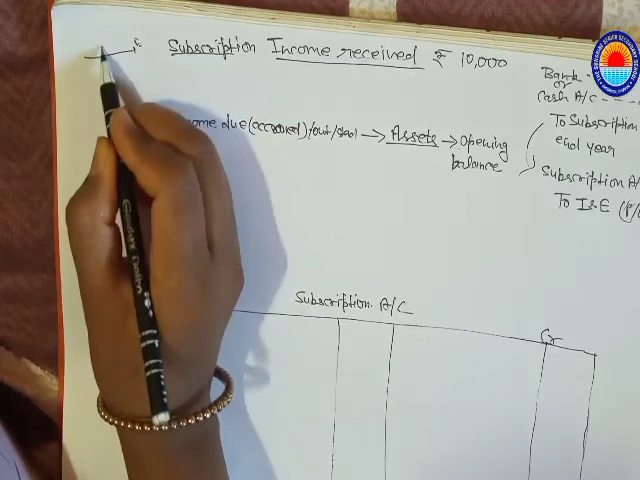 E
Subscription Income received ₹ 10,000
Bank
or
Cash A/C - - -
ome due (accrued)/out/stand → Assets → Opening balance
To Subscription
end year
Subscription A/
To I & E (P/
Subscription A/C
Cr